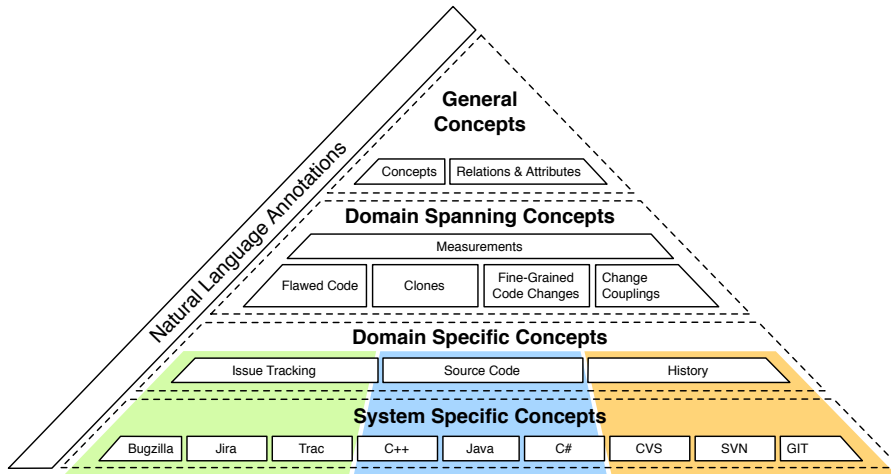 Natural Language Annotations
General
Concepts
Concepts
Relations & Attributes
Domain Spanning Concepts
Measurements
Flawed Code
Clones
Fine-Grained
Code Changes
Change
Couplings
Domain Specific Concepts
Issue Tracking
Source Code
History
System Specific Concepts
Bugzilla
Jira
Trac
C++
Java
C#
CVS
SVN
GIT